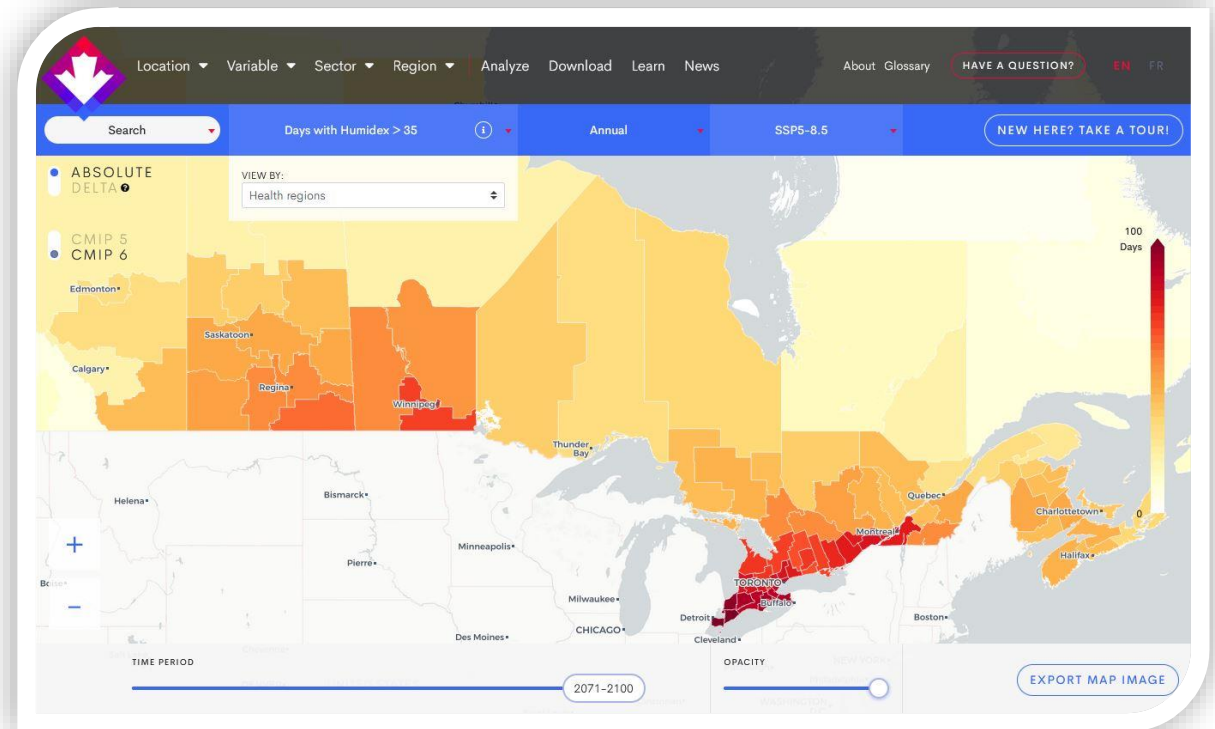 Location Variable Sector Region Analyze Download Learn News About Glossary HAVE A QUESTION? EN FR
Search Days with Humidex > 35 i Annual SSP5-8.5 NEW HERE? TAKE A TOUR!
ABSOLUTE
DELTA ?
VIEW BY:
Health regions
CMIP 5
CMIP 6
100
Days
0
Edmonton
Saskatoon
Calgary
Regina
Winnipeg
Thunder
Bay
Quebec
Montreal
Charlottetown
Halifax
Helena
Bismarck
Minneapolis
Pierre
TORONTO
Buffalo
Milwaukee
Detroit
Boston
CHICAGO
Des Moines
Cleveland
+
−
TIME PERIOD
2071-2100
OPACITY
NEW YORK
WASHINGTON
EXPORT MAP IMAGE